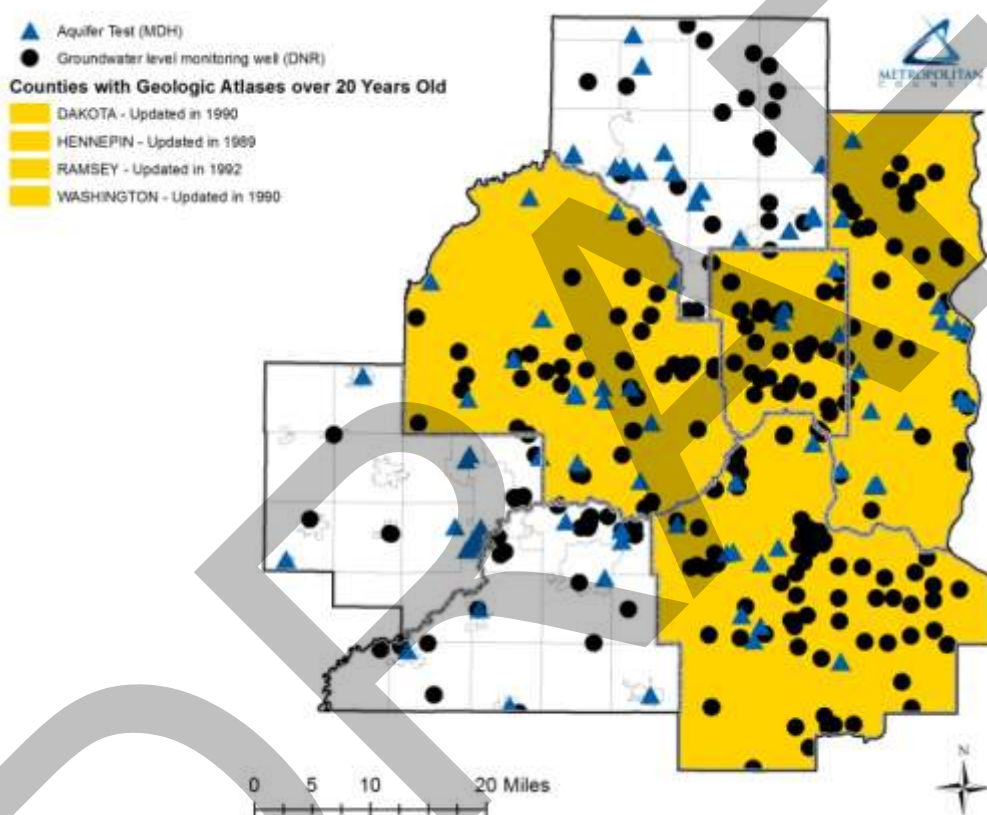 Aquifer Test (MDH)
Groundwater level monitoring well (DNR)
Counties with Geologic Atlases over 20 Years Old
DAKOTA - Updated in 1990
HENNEPIN - Updated in 1989
RAMSEY - Updated in 1992
WASHINGTON - Updated in 1990
METROPOLITAN
COUNCIL
DRAFT
N
0 5 10 20 Miles